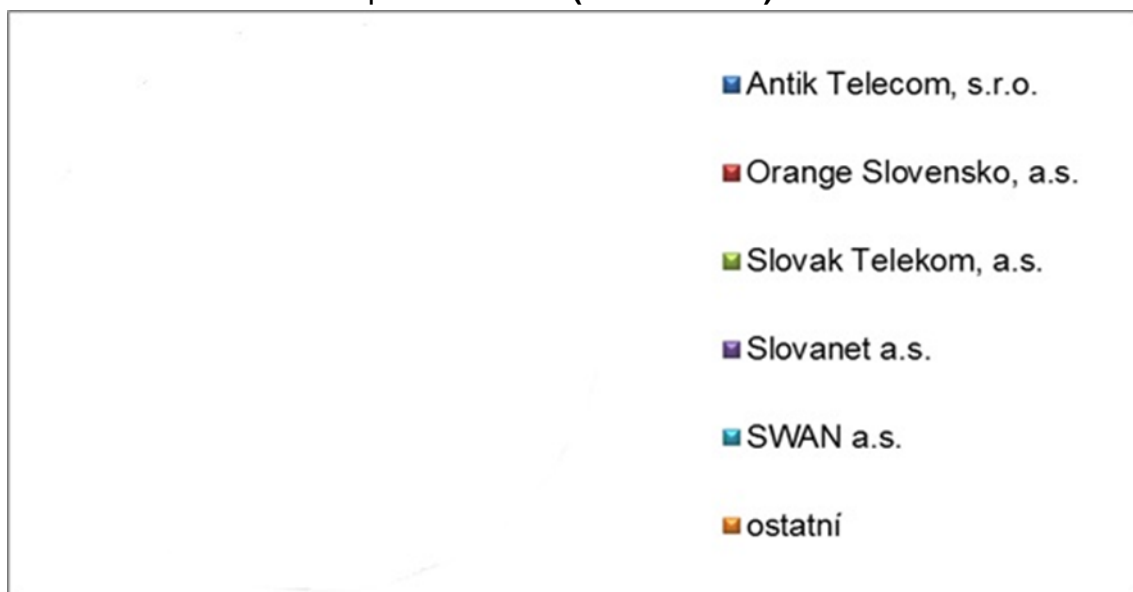 Antik Telecom, s.r.o.
Orange Slovensko, a.s.
Slovak Telekom, a.s.
Slovanet a.s.
SWAN a.s.
ostatní